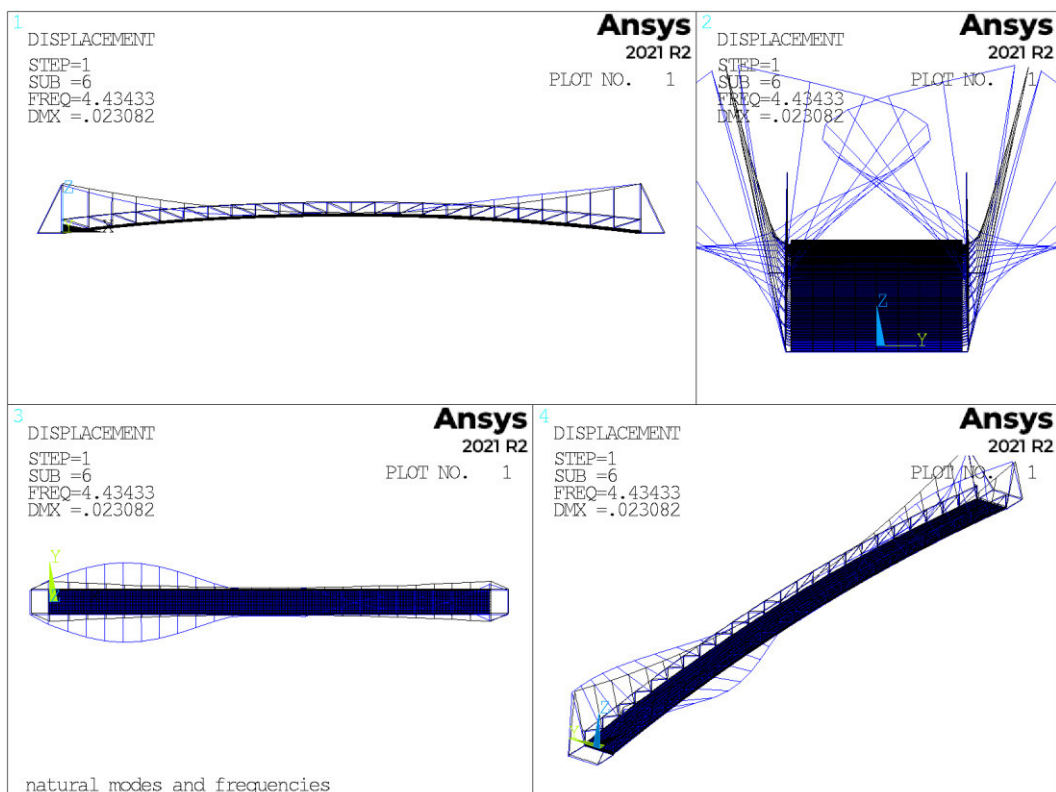 1
Ansys
2021 R2
DISPLACEMENT
STEP=1
SUB =6
FREQ=4.43433
DMX =.023082
PLOT NO. 1
Z
X
2
Ansys
2021 R2
DISPLACEMENT
STEP=1
SUB =6
FREQ=4.43433
DMX =.023082
PLOT NO. 1
Z
Y
3
Ansys
2021 R2
DISPLACEMENT
STEP=1
SUB =6
FREQ=4.43433
DMX =.023082
PLOT NO. 1
Y
Z
natural modes and frequencies
4
Ansys
2021 R2
DISPLACEMENT
STEP=1
SUB =6
FREQ=4.43433
DMX =.023082
PLOT NO. 1
Z
Y